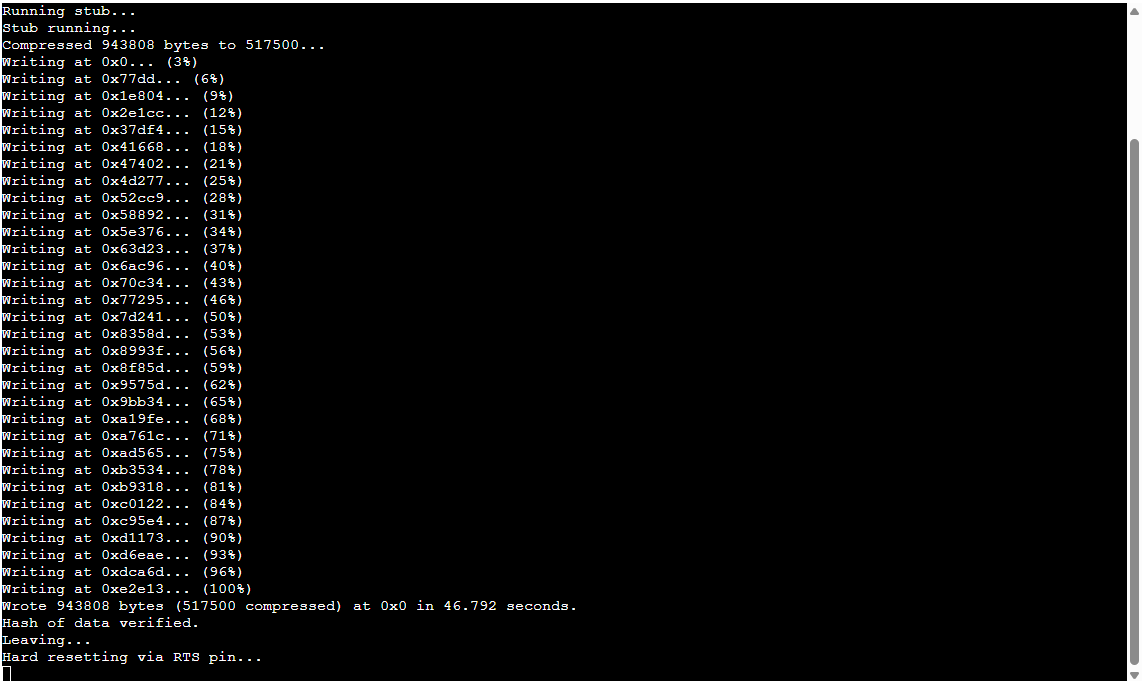 Running stub...
Stub running...
Compressed 943808 bytes to 517500...
Writing at 0x0... (3%)
Writing at 0x77dd... (6%)
Writing at 0x1e804... (9%)
Writing at 0x2e1cc... (12%)
Writing at 0x37df4... (15%)
Writing at 0x41668... (18%)
Writing at 0x47402... (21%)
Writing at 0x4d277... (25%)
Writing at 0x52cc9... (28%)
Writing at 0x58892... (31%)
Writing at 0x5e376... (34%)
Writing at 0x63d23... (37%)
Writing at 0x6ac96... (40%)
Writing at 0x70c34... (43%)
Writing at 0x77295... (46%)
Writing at 0x7d241... (50%)
Writing at 0x8358d... (53%)
Writing at 0x8993f... (56%)
Writing at 0x8f85d... (59%)
Writing at 0x9575d... (62%)
Writing at 0x9bb34... (65%)
Writing at 0xa19fe... (68%)
Writing at 0xa761c... (71%)
Writing at 0xad565... (75%)
Writing at 0xb3534... (78%)
Writing at 0xb9318... (81%)
Writing at 0xc0122... (84%)
Writing at 0xc95e4... (87%)
Writing at 0xd1173... (90%)
Writing at 0xd6eae... (93%)
Writing at 0xdca6d... (96%)
Writing at 0xe2e13... (100%)
Wrote 943808 bytes (517500 compressed) at 0x0 in 46.792 seconds.
Hash of data verified.
Leaving...
Hard resetting via RTS pin...